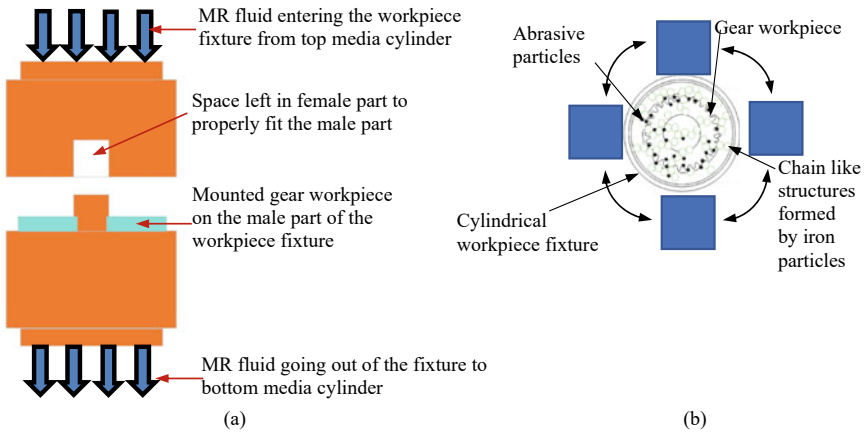 MR fluid entering the workpiece
fixture from top media cylinder
Space left in female part to
properly fit the male part
Mounted gear workpiece
on the male part of the
workpiece fixture
MR fluid going out of the fixture to
bottom media cylinder
(a)
Abrasive
particles
Gear workpiece
Cylindrical
workpiece fixture
Chain like
structures
formed
by iron
particles
(b)